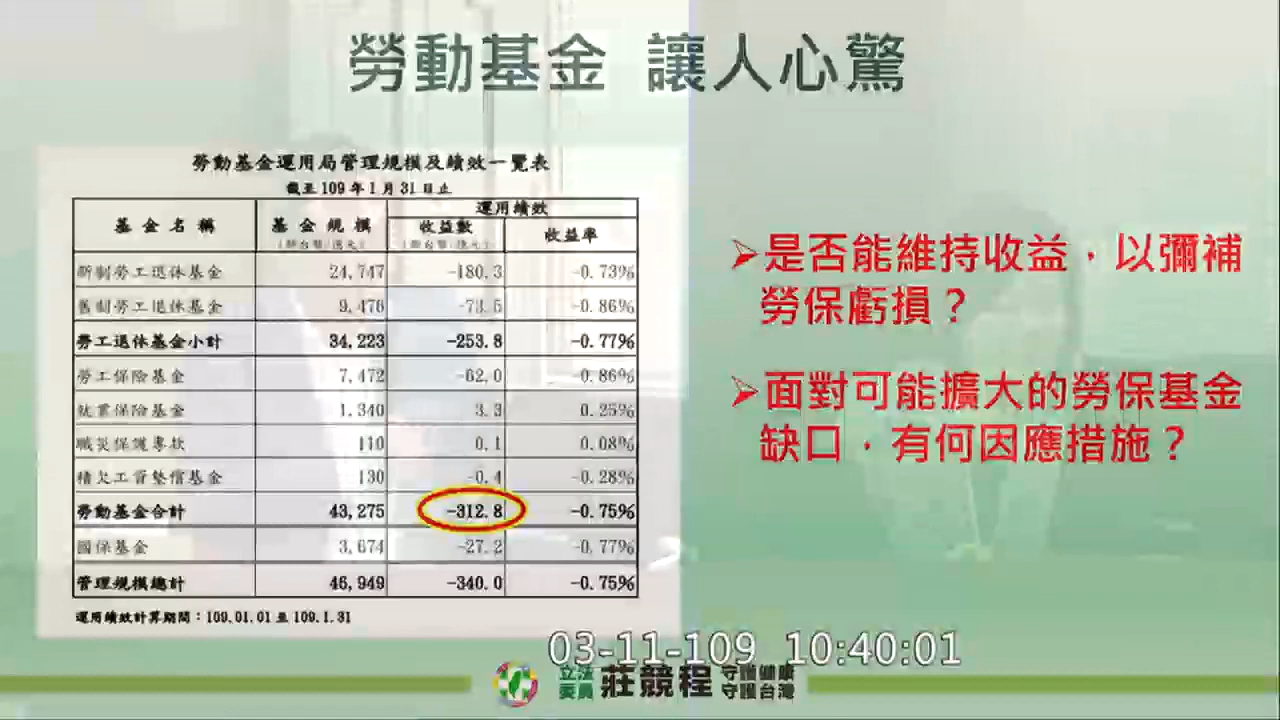 勞動基金 讓人心驚
勞動基金運用局管理規模及績效一覽表
截至109年1月31日止
基金名稱 基金規模 運用績效
(新台幣:億元) 收益數 收益率
(新台幣:億元)
新制勞工退休基金 24,747 -180.3 -0.73%
舊制勞工退休基金 9,476 -73.5 -0.86%
勞工退休基金小計 34,223 -253.8 -0.77%
勞工保險基金 7,472 -62.0 -0.86%
就業保險基金 1,340 3.3 0.25%
職災保護專款 110 0.1 0.08%
積欠工資墊償基金 130 -0.4 -0.28%
勞動基金合計 43,275 -312.8 -0.75%
國保基金 3,674 -27.2 -0.77%
管理規模總計 46,949 -340.0 -0.75%
運用績效計算期間：109.01.01至109.1.31
➢是否能維持收益，以彌補
勞保虧損？
➢面對可能擴大的勞保基金
缺口，有何因應措施？
03-11-109 10:40:01
立法委員 莊競程 守護健康 守護台灣